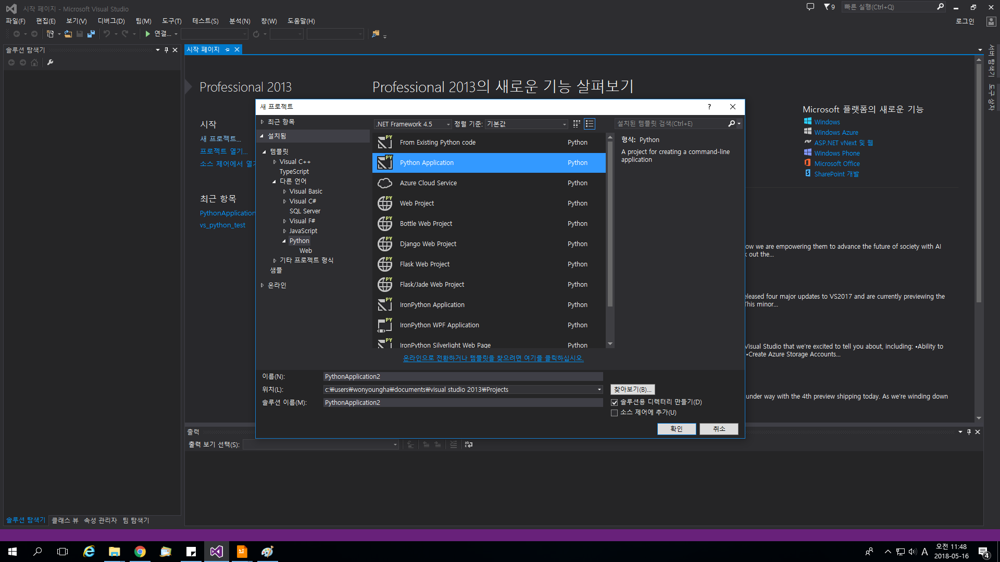 시작 페이지 - Microsoft Visual Studio
9
빠른 실행(Ctrl+Q)
파일(F) 편집(E) 보기(V) 디버그(D) 팀(M) 도구(T) 테스트(S) 분석(N) 창(W) 도움말(H)
로그인
연결...
솔루션 탐색기
시작 페이지
서버 탐색기
도구 상자
Professional 2013
Professional 2013의 새로운 기능 살펴보기
시작
새 프로젝트...
프로젝트 열기...
소스 제어에서 열기
최근 항목
PythonApplication
vs_python_test
Microsoft 플랫폼의 새로운 기능
Windows
Windows Azure
ASP.NET vNext 및 웹
Windows Phone
Microsoft Office
SharePoint 개발
ow we are empowering them to advance the future of society with AI
out the...
eleased four major updates to VS2017 and are currently previewing the
This minor...
Visual Studio that we're excited to tell you about, including: •Ability to
•Create Azure Storage Accounts...
under way with the 4th preview shipping today. As we're winding down
새 프로젝트
?
최근 항목
설치됨
템플릿
Visual C++
TypeScript
다른 언어
Visual Basic
Visual C#
SQL Server
Visual F#
JavaScript
Python
Web
기타 프로젝트 형식
샘플
온라인
.NET Framework 4.5 정렬 기준: 기본값
설치된 템플릿 검색(Ctrl+E)
PY From Existing Python code Python
PY Python Application Python
Azure Cloud Service Python
PY Web Project Python
PY Bottle Web Project Python
PY Django Web Project Python
PY Flask Web Project Python
PY Flask/Jade Web Project Python
PY IronPython Application Python
PY IronPython WPF Application Python
PY IronPython Silverlight Web Page Python
형식: Python
A project for creating a command-line
application
온라인으로 전환하거나 템플릿을 찾으려면 여기를 클릭하십시오.
이름(N): PythonApplication2
위치(L): c:₩users₩wonyoungha₩documents₩visual studio 2013₩Projects
찾아보기(B)...
솔루션 이름(M): PythonApplication2
솔루션용 디렉터리 만들기(D)
소스 제어에 추가(U)
확인 취소
출력
출력 보기 선택(S):
솔루션 탐색기 클래스 뷰 속성 관리자 팀 탐색기
A
오전 11:48
2018-05-16
4